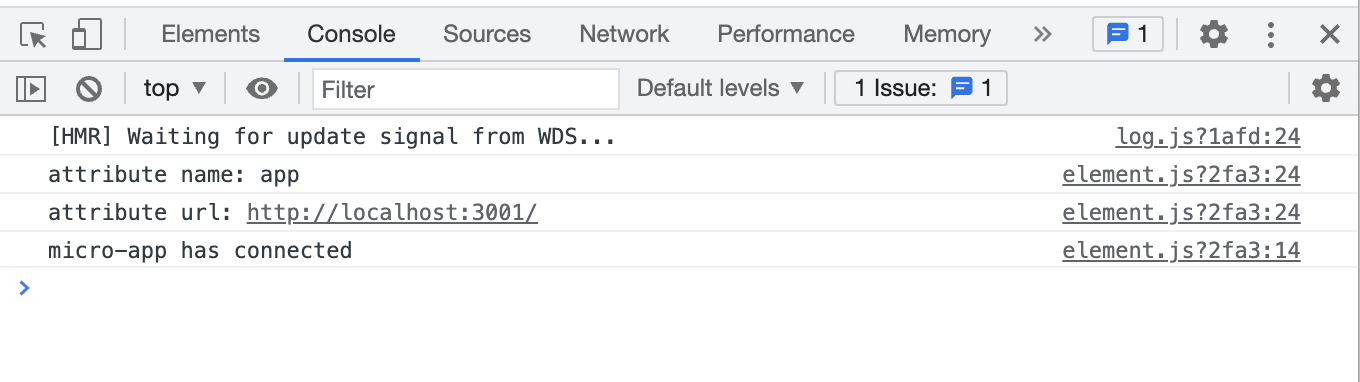 Elements Console Sources Network Performance Memory » 1
top ▼ Filter Default levels ▼ 1 Issue: 1
[HMR] Waiting for update signal from WDS... log.js?1afd:24
attribute name: app element.js?2fa3:24
attribute url: http://localhost:3001/ element.js?2fa3:24
micro-app has connected element.js?2fa3:14